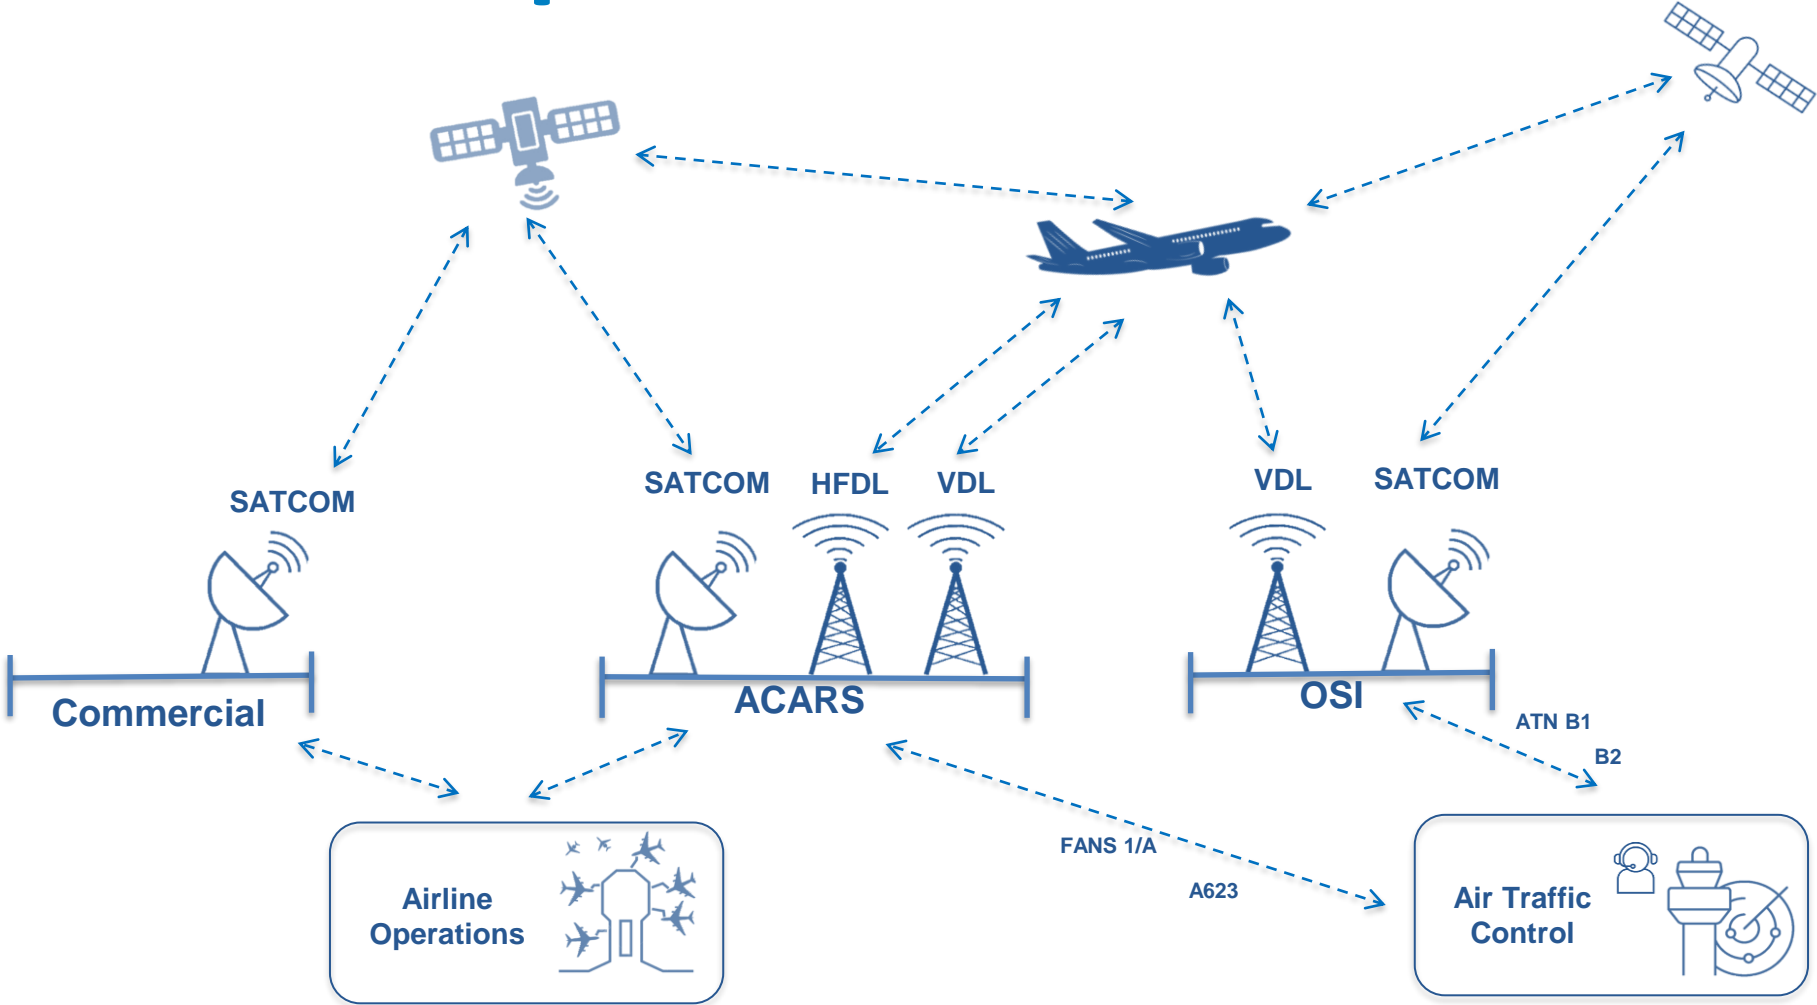 SATCOM
SATCOM
HFDL
VDL
VDL
SATCOM
Commercial
ACARS
OSI
ATN B1
B2
FANS 1/A
A623
Airline
Operations
Air Traffic
Control